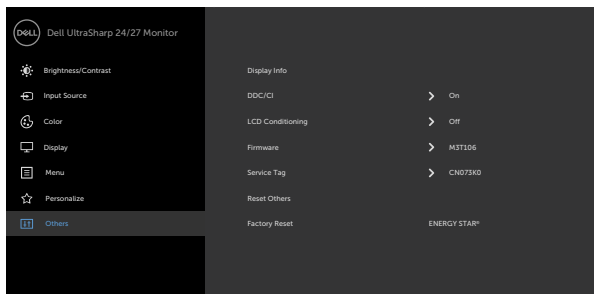 DELL Dell UltraSharp 24/27 Monitor
Brightness/Contrast Display Info
Input Source DDC/CI On
Color LCD Conditioning Off
Display Firmware M3T106
Menu Service Tag CN073K0
Personalize Reset Others
Others Factory Reset ENERGY STAR®